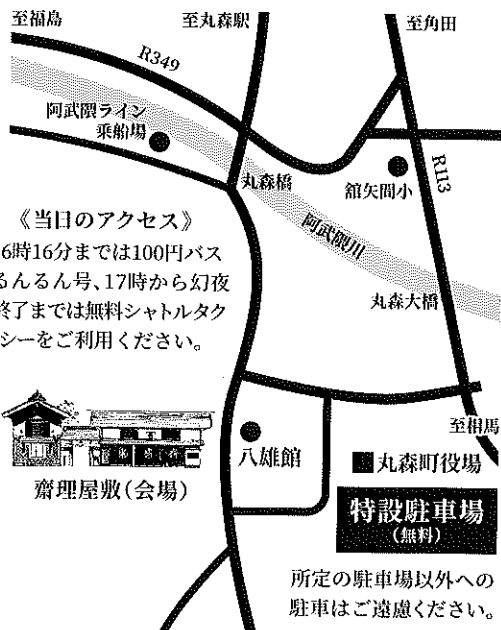 至福島
至丸森駅
至角田
R349
阿武隈ライン
乗船場
丸森橋
舘矢間小
R113
阿武隈川
丸森大橋
《当日のアクセス》
6時16分までは100円バス
るんるん号、17時から幻夜
終了までは無料シャトルタク
シーをご利用ください。
至相馬
八雄館
丸森町役場
齋理屋敷(会場)
特設駐車場
(無料)
所定の駐車場以外への
駐車はご遠慮ください。